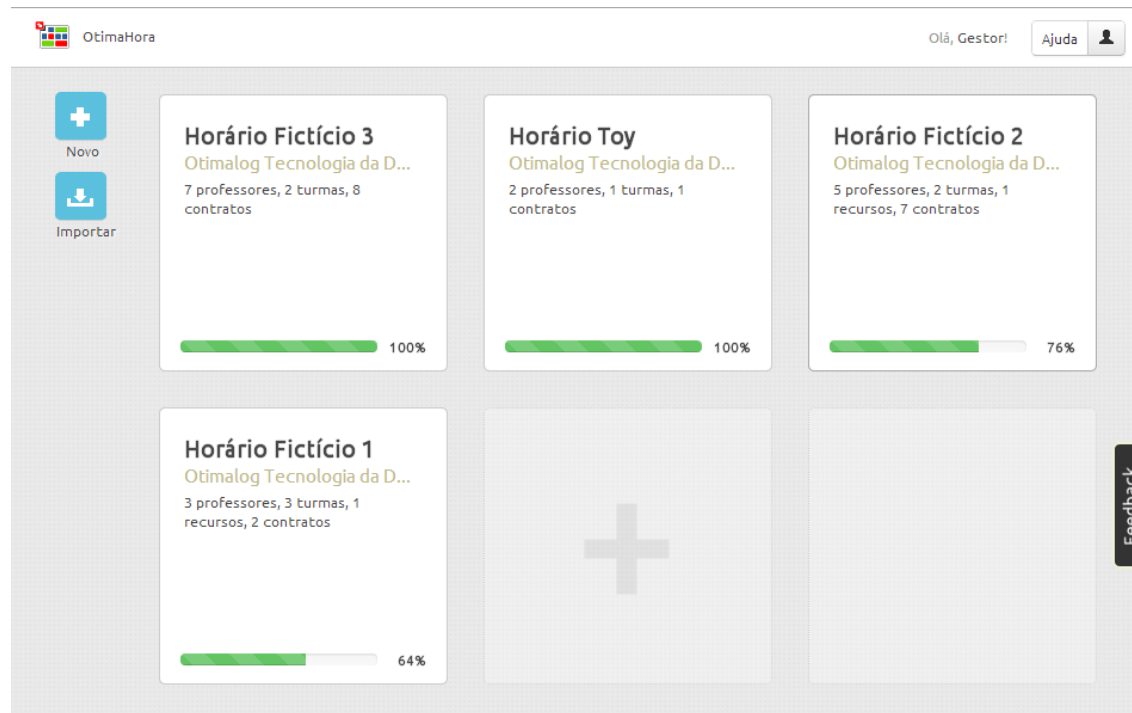 OtimaHora
Olá, Gestor!
Ajuda
Novo
Importar
Horário Fictício 3
Otimalog Tecnologia da D...
7 professores, 2 turmas, 8
contratos
100%
Horário Toy
Otimalog Tecnologia da D...
2 professores, 1 turmas, 1
contratos
100%
Horário Fictício 2
Otimalog Tecnologia da D...
5 professores, 2 turmas, 1
recursos, 7 contratos
76%
Horário Fictício 1
Otimalog Tecnologia da D...
3 professores, 3 turmas, 1
recursos, 2 contratos
64%
Feedback